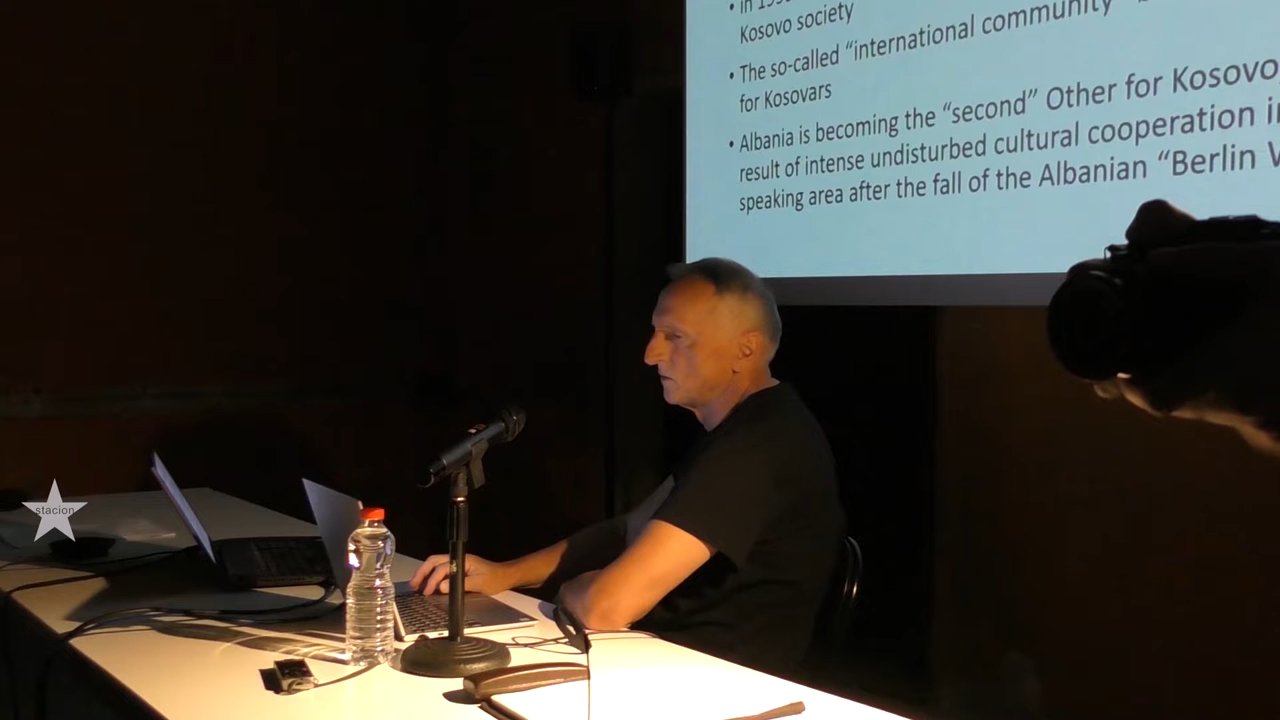 • In
Kosovo society
• The so-called “international community”
for Kosovars
• Albania is becoming the “second” Other for Kosovo
result of intense undisturbed cultural cooperation
speaking area after the fall of the Albanian “Berlin
stacion